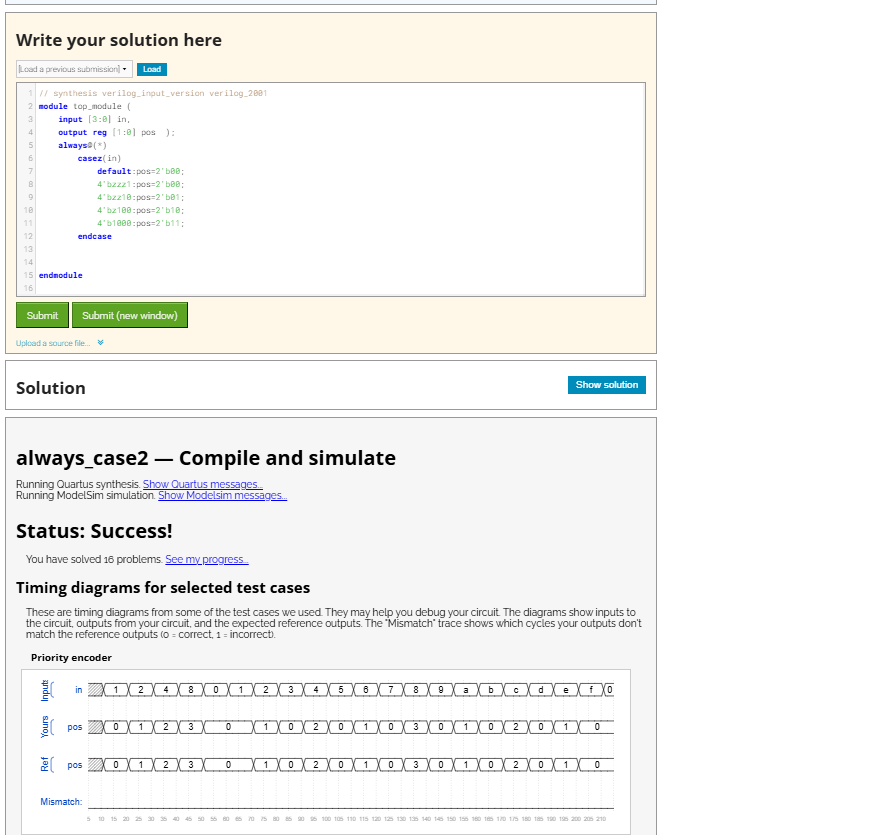 Write your solution here
[Load a previous submission] Load
1 // synthesis verilog_input_version verilog_2001
2 module top_module (
3 input [3:0] in,
4 output reg [1:0] pos );
5 always@(*)
6 casez(in)
7 default:pos=2'b00;
8 4'bzzz1:pos=2'b00;
9 4'bzz10:pos=2'b01;
10 4'bz100:pos=2'b10;
11 4'b1000:pos=2'b11;
12 endcase
13
14
15 endmodule
16
Submit Submit (new window)
Upload a source file...
Solution Show solution
always_case2 — Compile and simulate
Running Quartus synthesis. Show Quartus messages...
Running ModelSim simulation. Show Modelsim messages...
Status: Success!
You have solved 16 problems. See my progress...
Timing diagrams for selected test cases
These are timing diagrams from some of the test cases we used. They may help you debug your circuit. The diagrams show inputs to
the circuit, outputs from your circuit, and the expected reference outputs. The "Mismatch" trace shows which cycles your outputs don't
match the reference outputs (0 = correct, 1 = incorrect).
Priority encoder
Inputs in 1 2 4 8 0 1 2 3 4 5 6 7 8 9 a b c d e f 0
Yours pos 0 1 2 3 0 1 0 2 0 1 0 3 0 1 0 2 0 1 0
Ref pos 0 1 2 3 0 1 0 2 0 1 0 3 0 1 0 2 0 1 0
Mismatch:
5 10 15 20 25 30 35 40 45 50 55 60 65 70 75 80 85 90 95 100 105 110 115 120 125 130 135 140 145 150 155 160 165 170 175 180 185 190 195 200 205 210